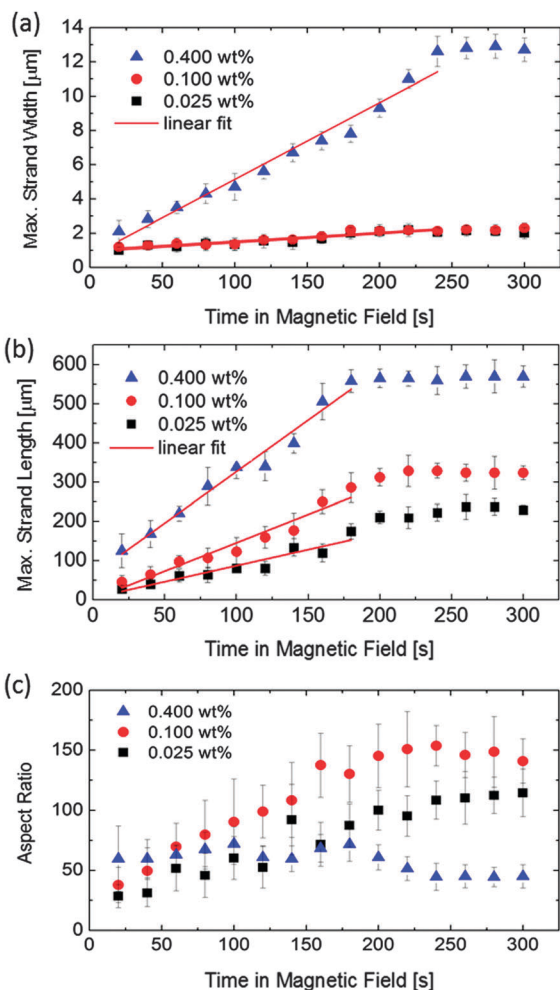 (a)
14
12
10
8
6
4
2
0
Max. Strand Width [µm]
0.400 wt%
0.100 wt%
0.025 wt%
linear fit
0 50 100 150 200 250 300
Time in Magnetic Field [s]
(b)
600
500
400
300
200
100
0
Max. Strand Length [µm]
0.400 wt%
0.100 wt%
0.025 wt%
linear fit
0 50 100 150 200 250 300
Time in Magnetic Field [s]
(c)
200
150
100
50
0
Aspect Ratio
0.400 wt%
0.100 wt%
0.025 wt%
0 50 100 150 200 250 300
Time in Magnetic Field [s]